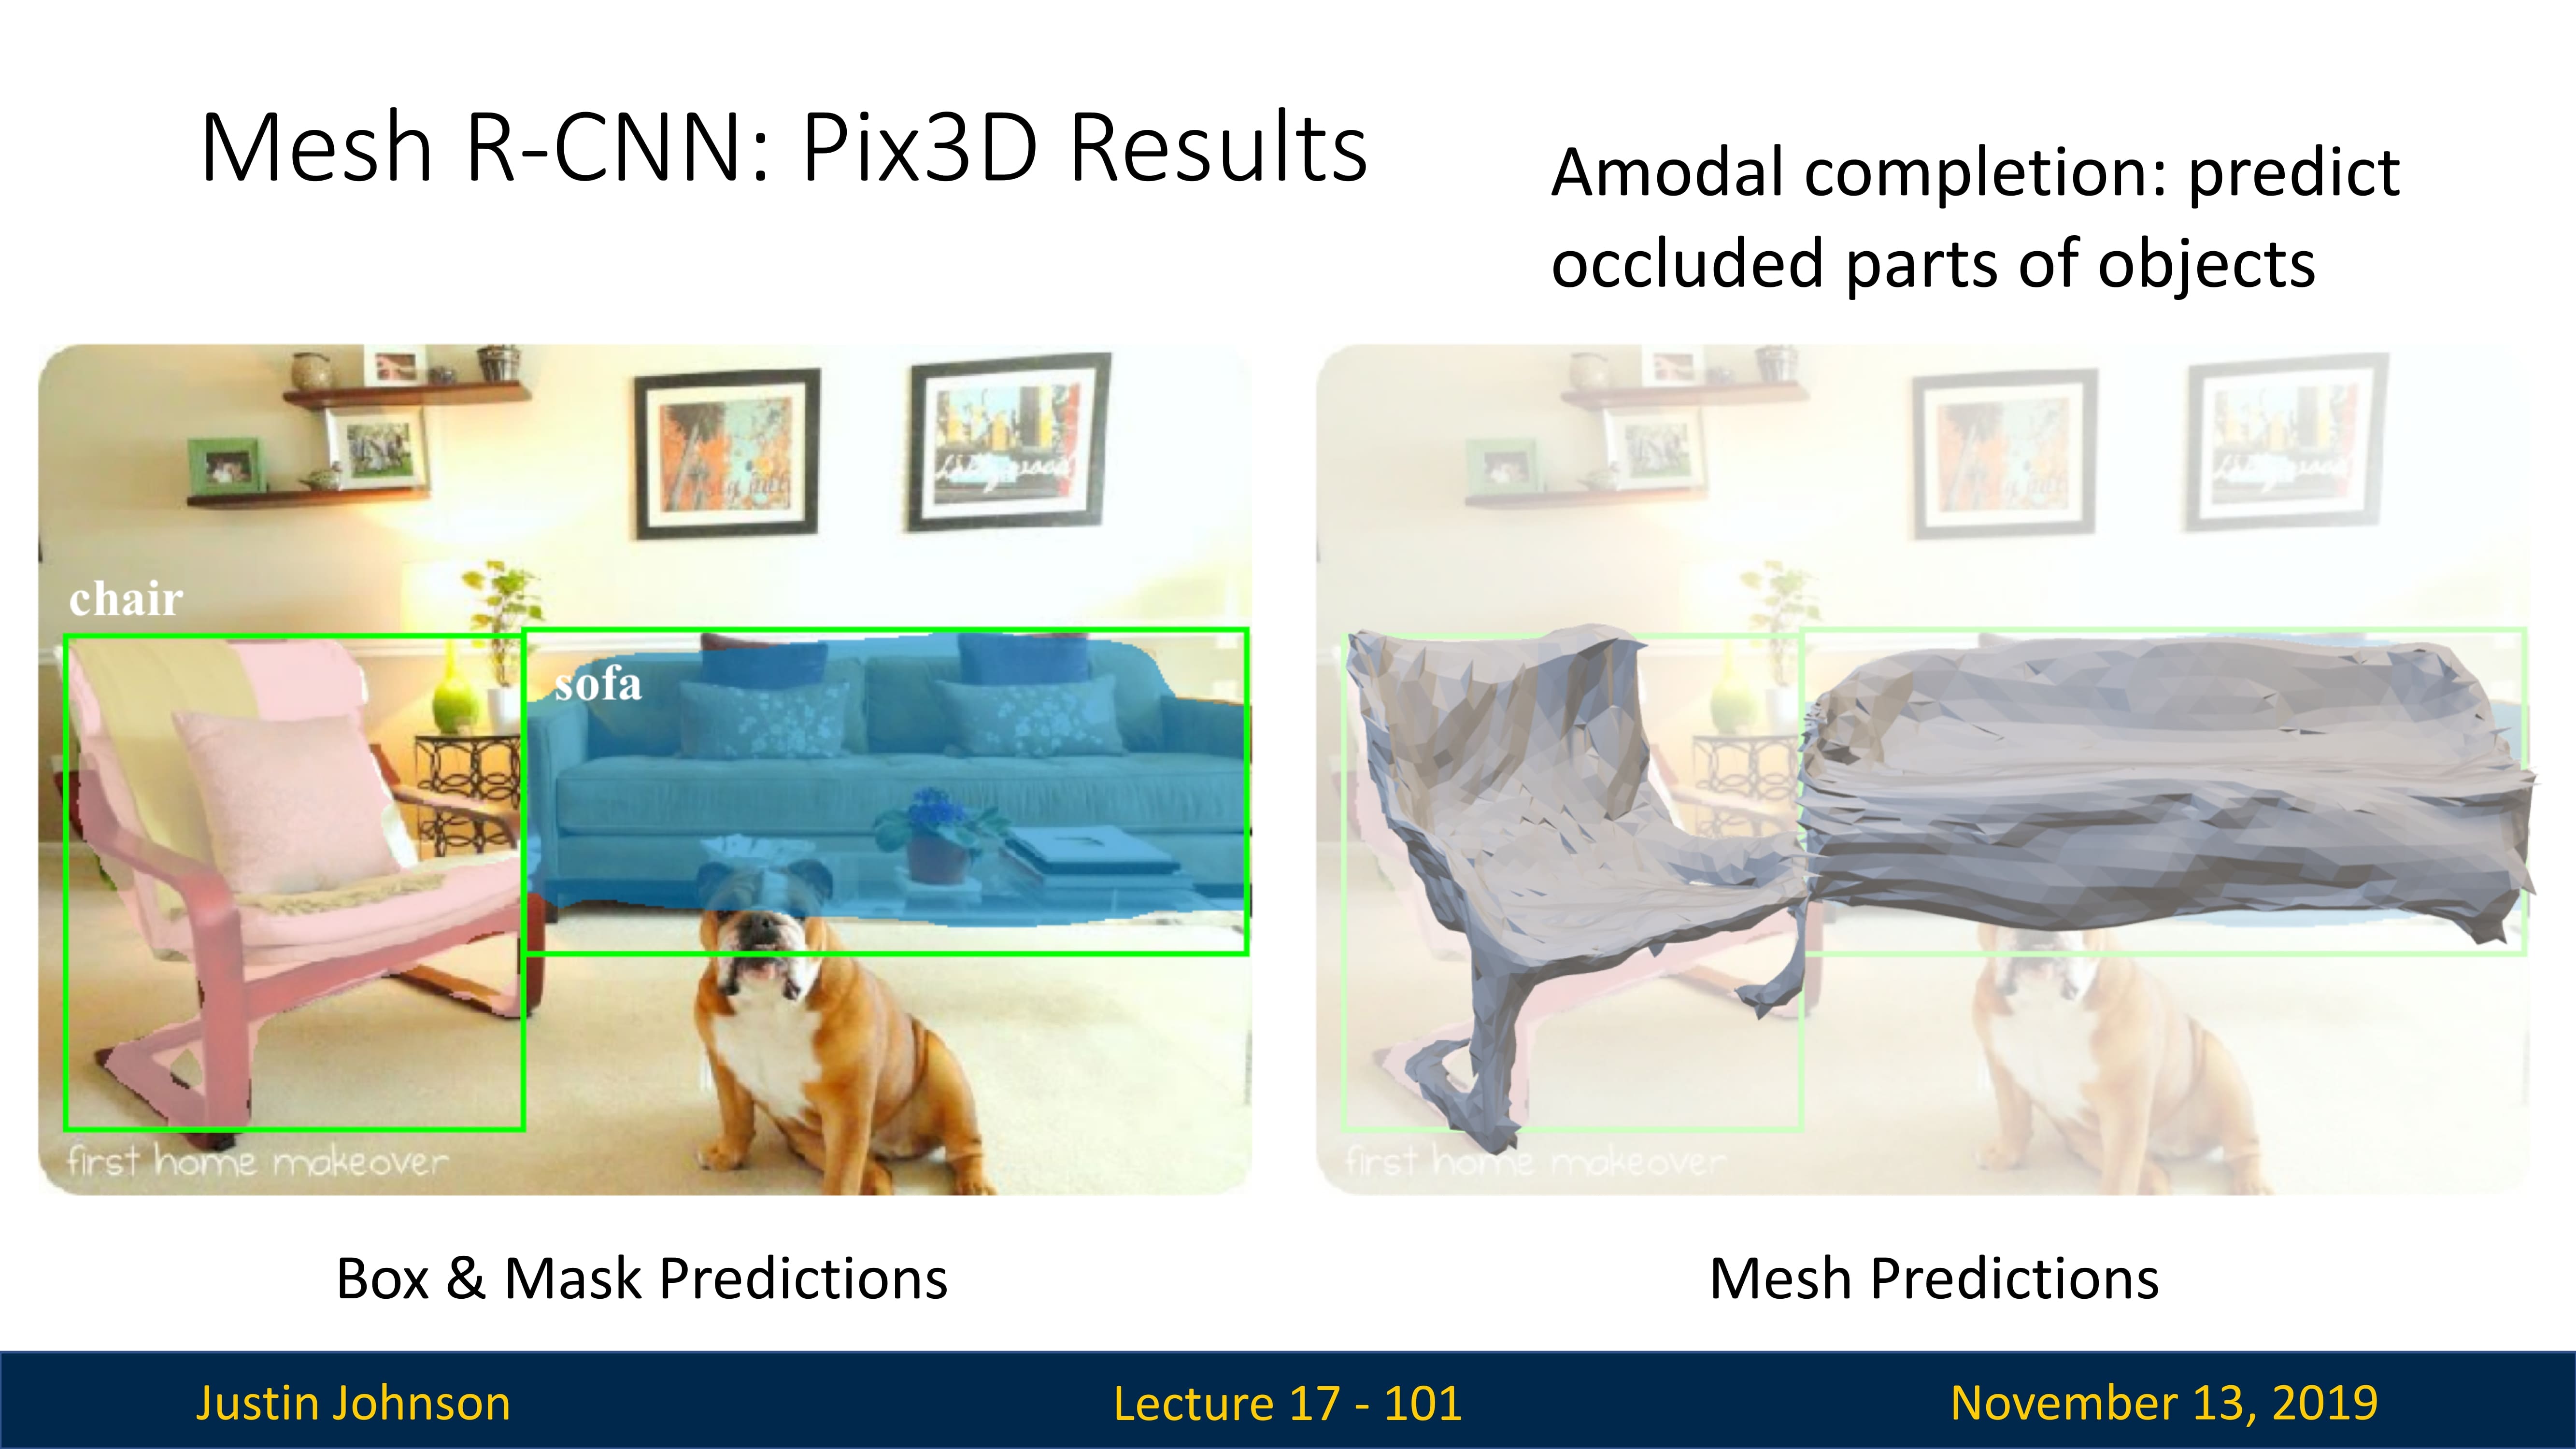 Mesh R-CNN: Pix3D Results
Amodal completion: predict
occluded parts of objects
chair
sofa
first home makeover
first home makeover
Box & Mask Predictions
Mesh Predictions
Justin Johnson
Lecture 17 - 101
November 13, 2019